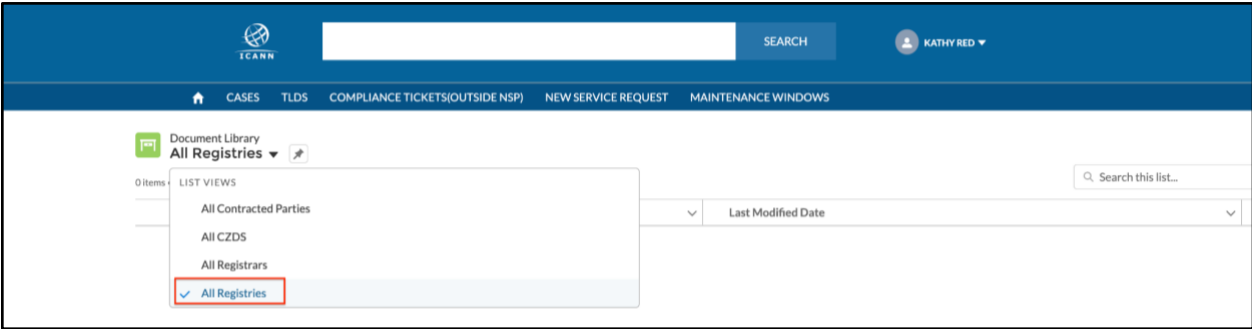 ICANN
SEARCH
KATHY RED
CASES TLDS COMPLIANCE TICKETS(OUTSIDE NSP) NEW SERVICE REQUEST MAINTENANCE WINDOWS
Document Library
All Registries
0 items
Search this list...
LIST VIEWS
Last Modified Date
All Contracted Parties
All CZDS
All Registrars
All Registries